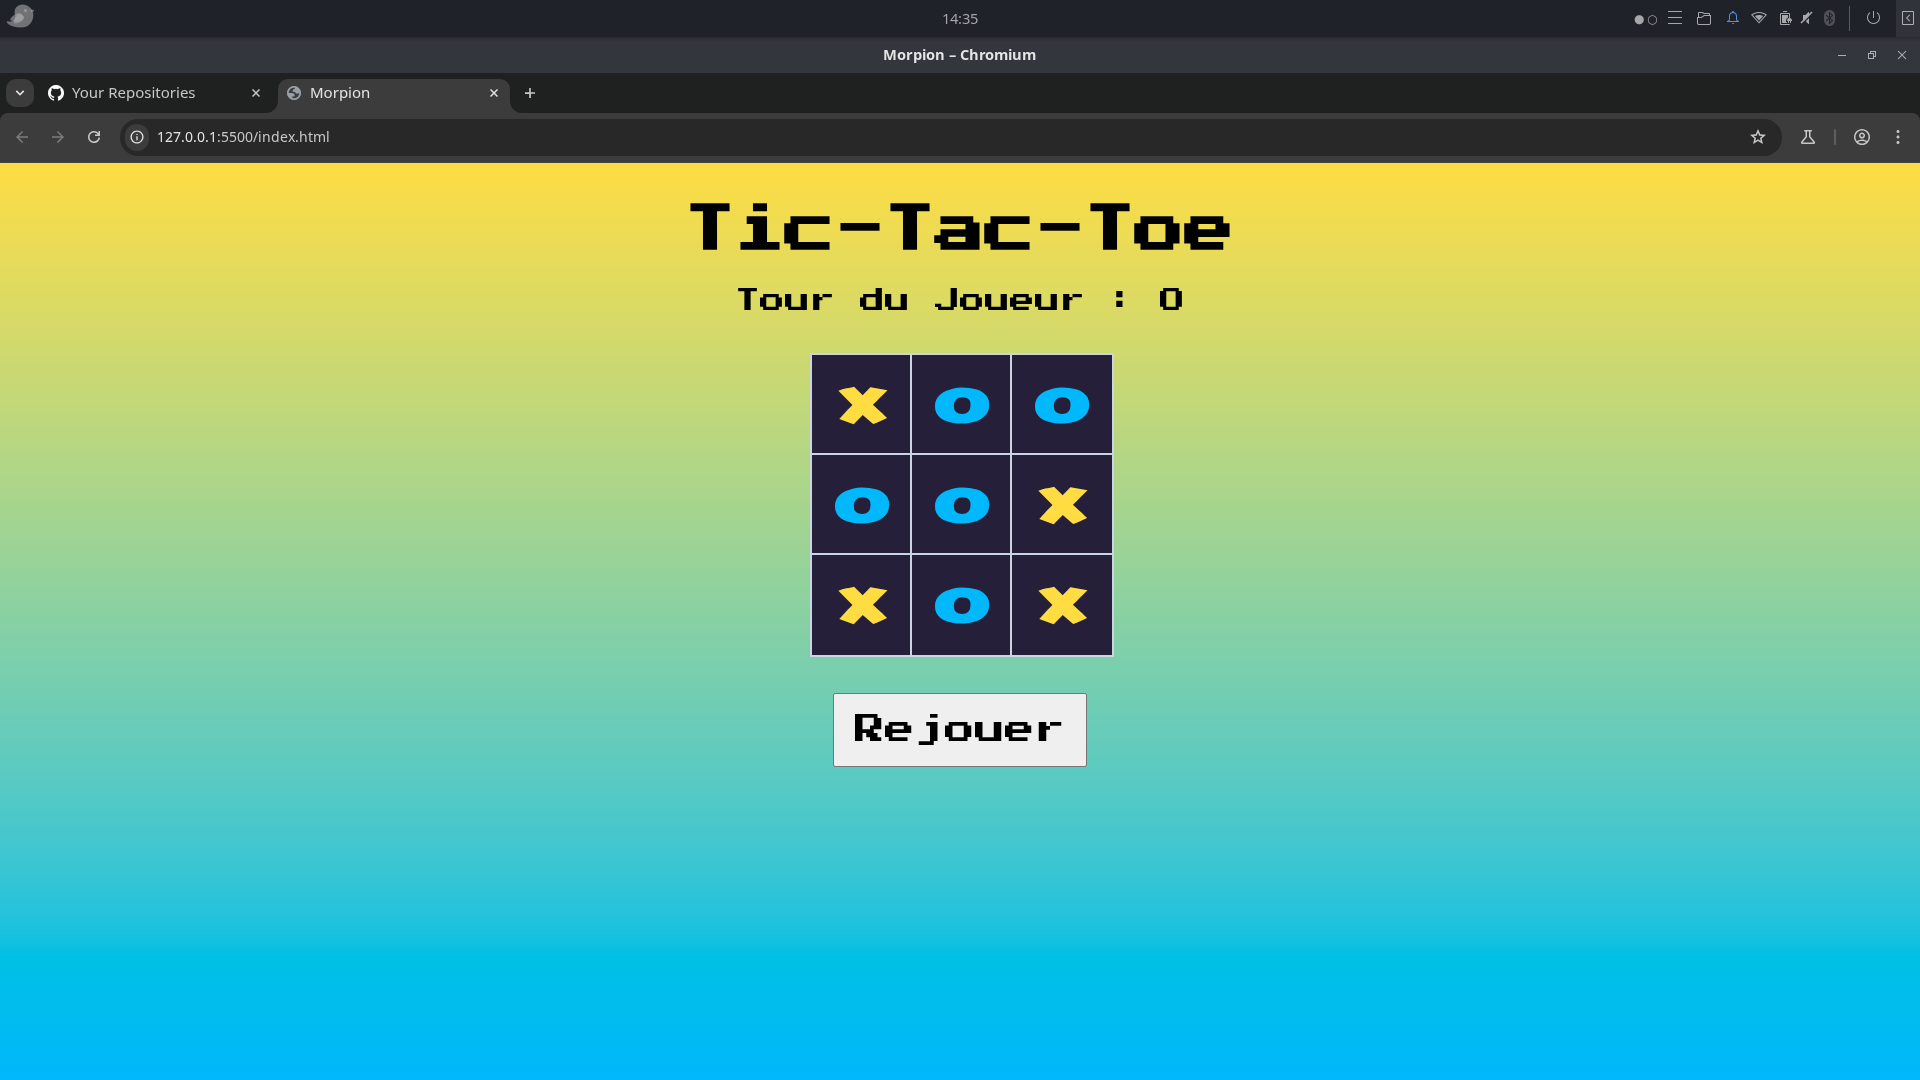 14:35
Morpion – Chromium
Your Repositories
Morpion
127.0.0.1:5500/index.html
Tic-Tac-Toe
Tour du Joueur : O
X O O
O O X
X O X
Rejouer